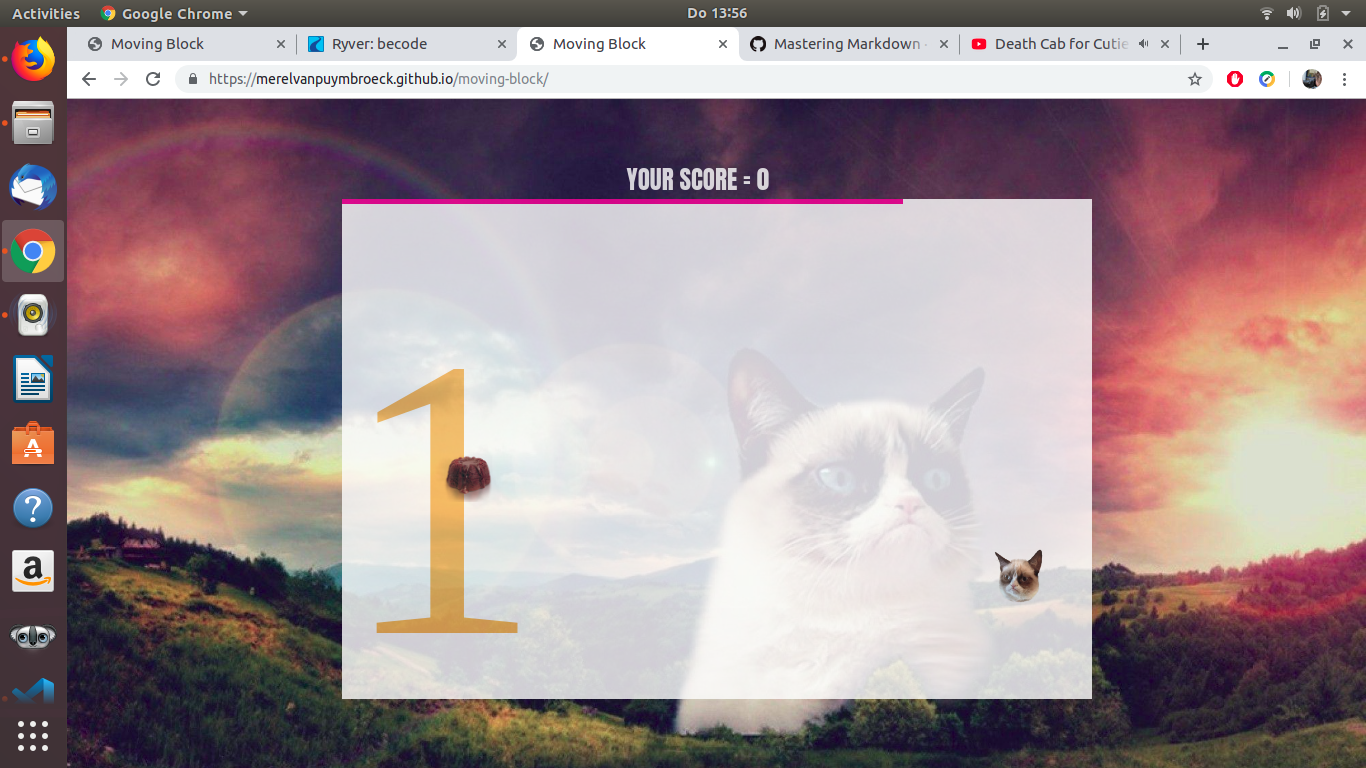 Activities
Google Chrome
Do 13:56
Moving Block
Ryver: becode
Moving Block
Mastering Markdown ·
Death Cab for Cutie
https://merelvanpuymbroeck.github.io/moving-block/
YOUR SCORE = 0
1